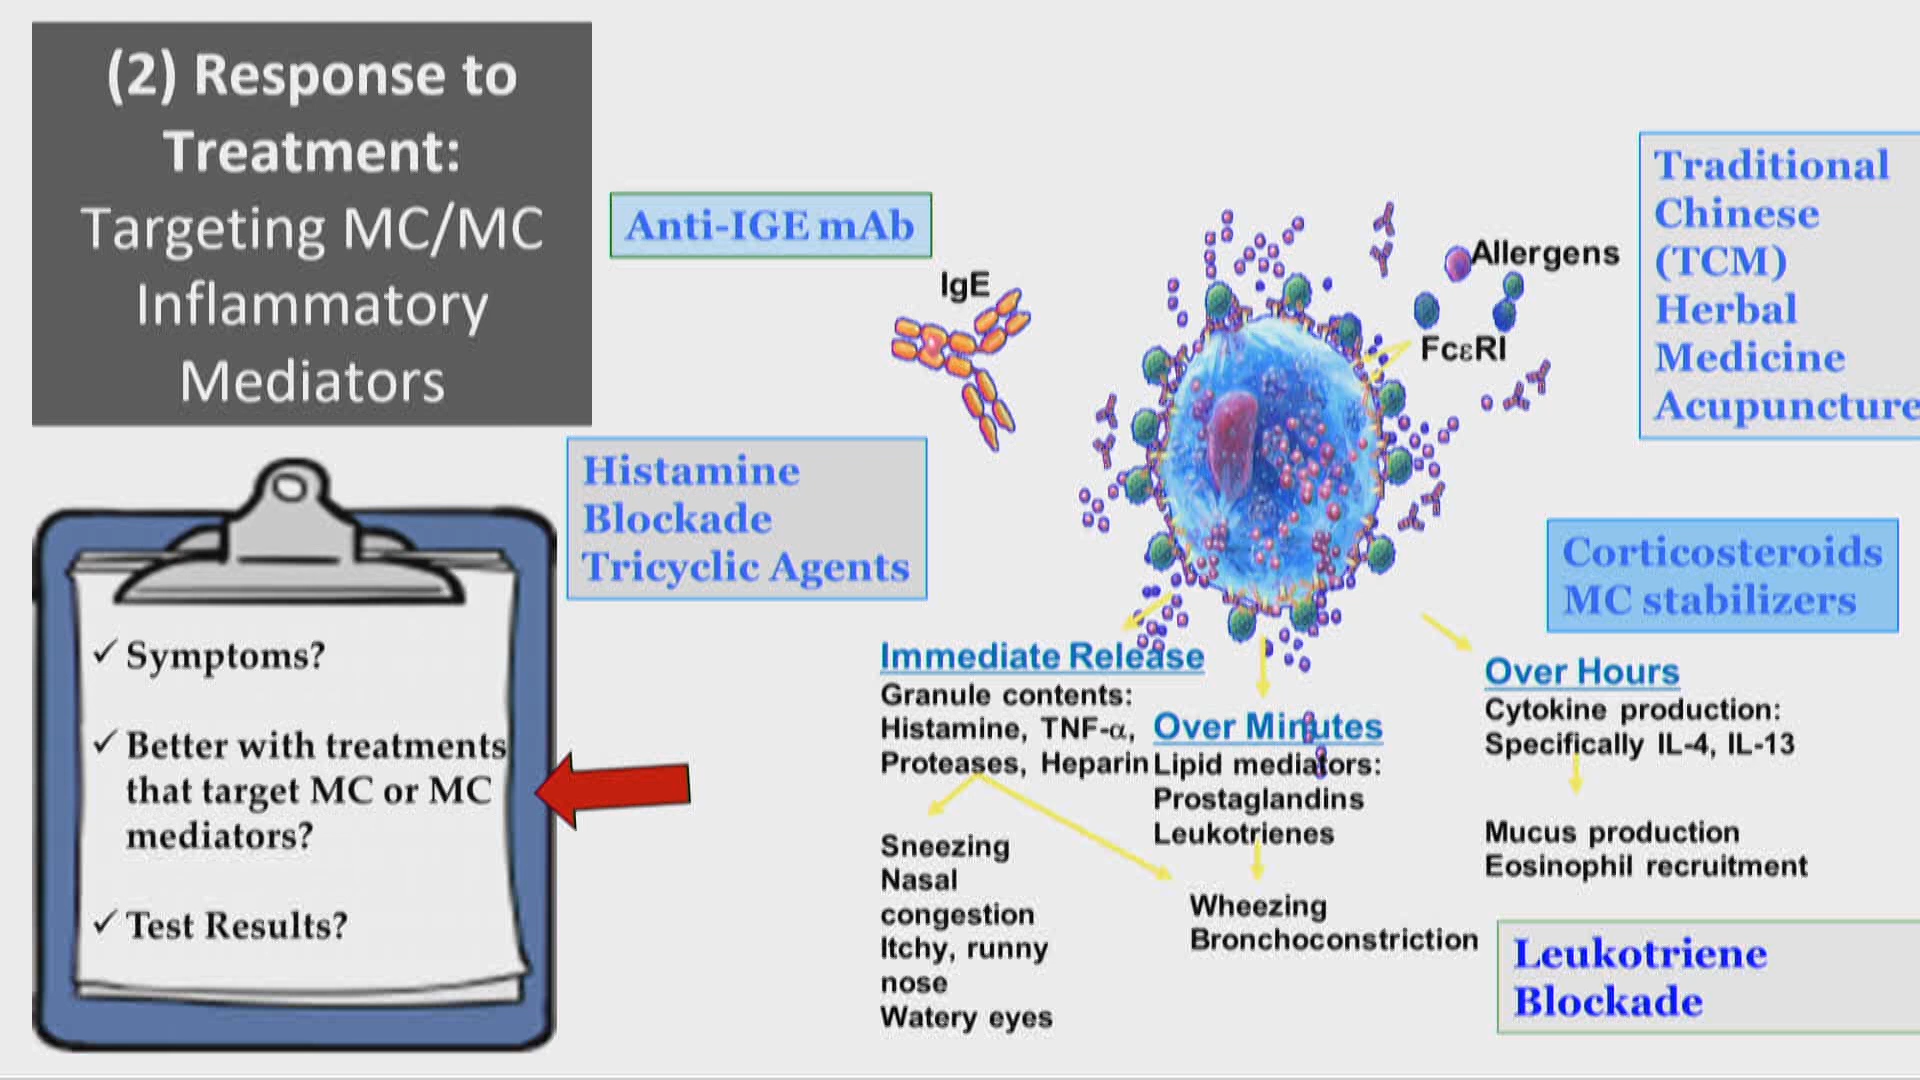 (2) Response to
Treatment:
Targeting MC/MC
Inflammatory
Mediators
✓ Symptoms?
✓ Better with treatments
that target MC or MC
mediators?
✓ Test Results?
Anti-IGE mAb
IgE
Histamine
Blockade
Tricyclic Agents
Allergens
FcεRI
Traditional
Chinese
(TCM)
Herbal
Medicine
Acupuncture
Corticosteroids
MC stabilizers
Immediate Release
Granule contents:
Histamine, TNF-α,
Proteases, Heparin
Sneezing
Nasal
congestion
Itchy, runny
nose
Watery eyes
Over Minutes
Lipid mediators:
Prostaglandins
Leukotrienes
Wheezing
Bronchoconstriction
Over Hours
Cytokine production:
Specifically IL-4, IL-13
Mucus production
Eosinophil recruitment
Leukotriene
Blockade